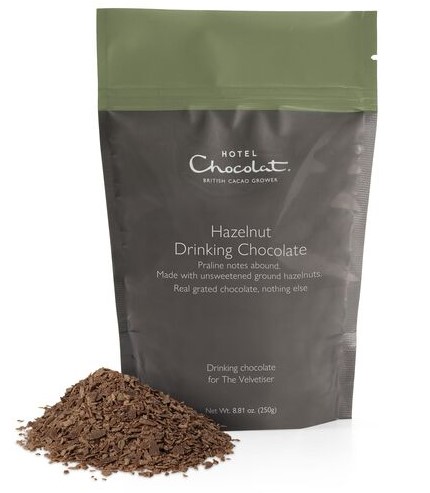 HOTEL
Chocolat.
BRITISH CACAO GROWER
Hazelnut
Drinking Chocolate
Praline notes abound.
Made with unsweetened ground hazelnuts.
Real grated chocolate, nothing else
Drinking chocolate
for The Velvetiser
Net Wt. 8.81 oz. (250g)